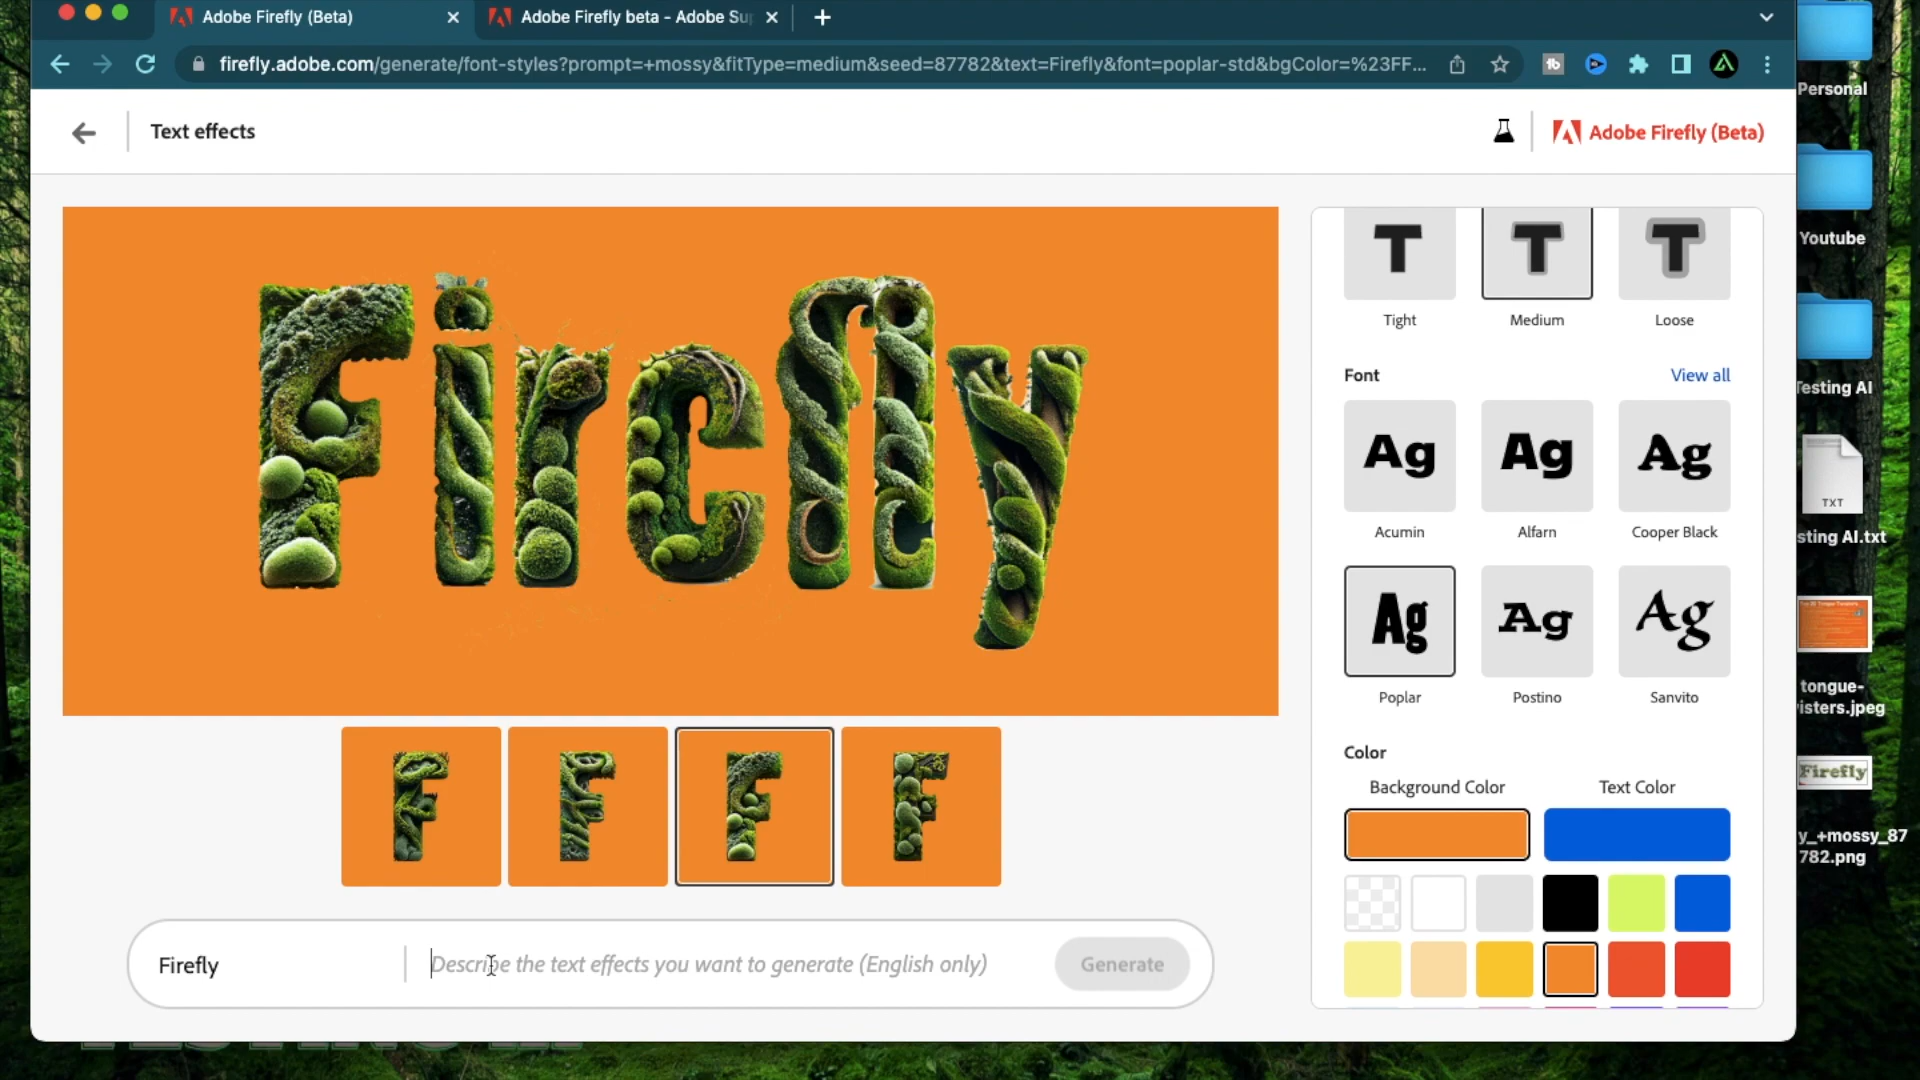 Adobe Firefly (Beta)
Adobe Firefly beta - Adobe Su
firefly.adobe.com/generate/font-styles?prompt=+mossy&fitType=medium&seed=87782&text=Firefly&font=poplar-std&bgColor=%23FF...
tb
Text effects
Adobe Firefly (Beta)
Firefly
T T T
Tight Medium Loose
Font View all
Ag Ag Ag
Acumin Alfarn Cooper Black
Ag Ag Ag
Poplar Postino Sanvito
Color
Background Color Text Color
F F F F
Firefly
Describe the text effects you want to generate (English only)
Generate
Personal
Youtube
Testing AI
TXT
sting AI.txt
tongue-
isters.jpeg
Firefly
y_+mossy_87
782.png